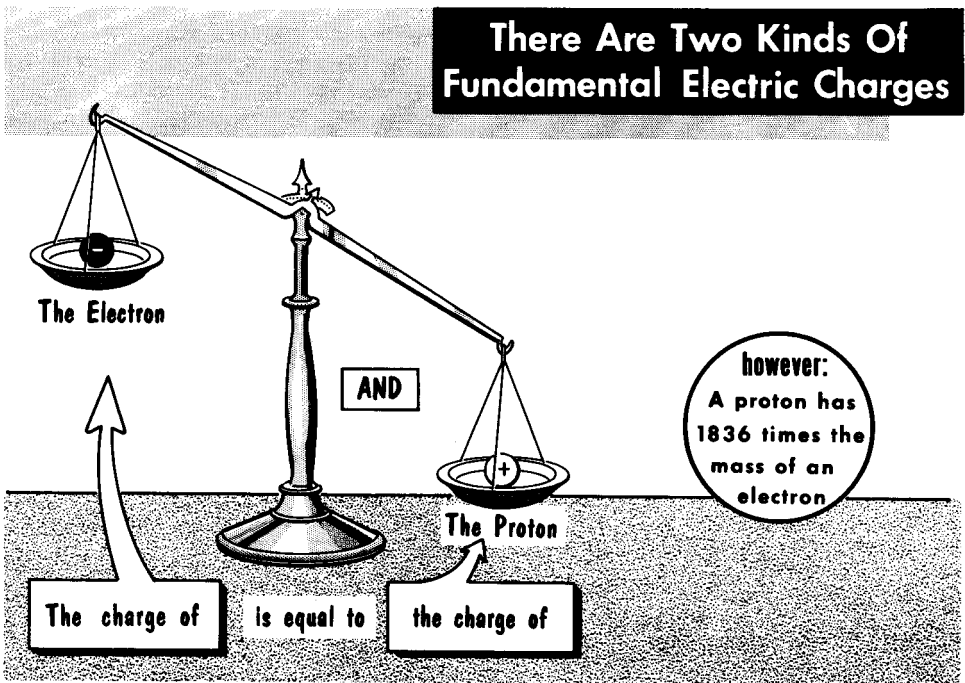 There Are Two Kinds Of
Fundamental Electric Charges
-
The Electron
AND
+
The Proton
however:
A proton has
1836 times the
mass of an
electron
The charge of
is equal to
the charge of